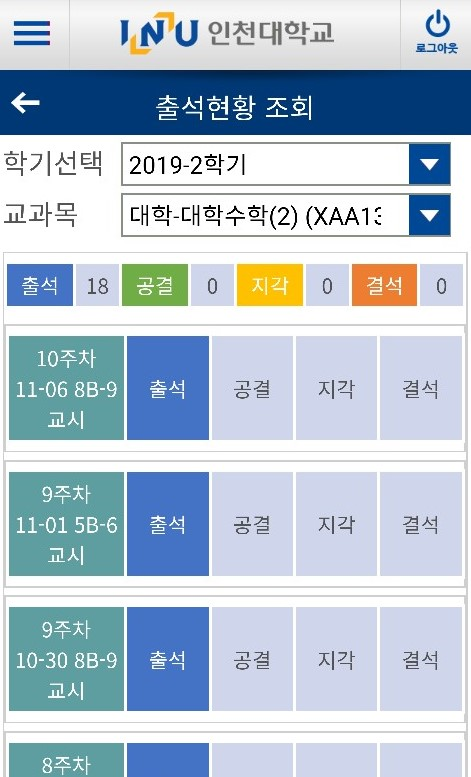 INU 인천대학교
로그아웃
출석현황 조회
학기선택 2019-2학기
교과목 대학-대학수학(2) (XAA13
출석 18 공결 0 지각 0 결석 0
10주차
11-06 8B-9
교시
출석 공결 지각 결석
9주차
11-01 5B-6
교시
출석 공결 지각 결석
9주차
10-30 8B-9
교시
출석 공결 지각 결석
8주차